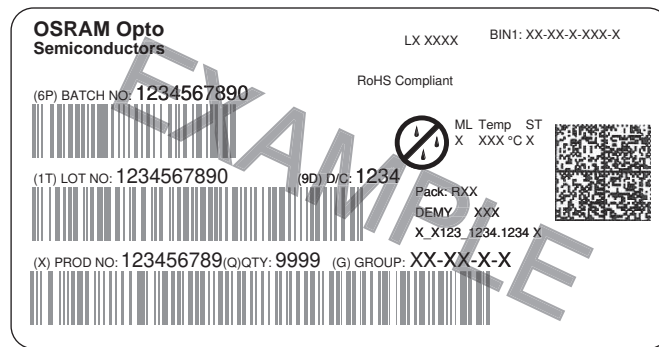 OSRAM Opto
Semiconductors
LX XXXX
BIN1: XX-XX-X-XXX-X
RoHS Compliant
(6P) BATCH NO: 1234567890
ML Temp ST
X XXX °C X
(1T) LOT NO: 1234567890 (9D) D/C: 1234
Pack: RXX
DEMY XXX
X_X123_1234.1234 X
(X) PROD NO: 123456789(Q)QTY: 9999 (G) GROUP: XX-XX-X-X
EXAMPLE